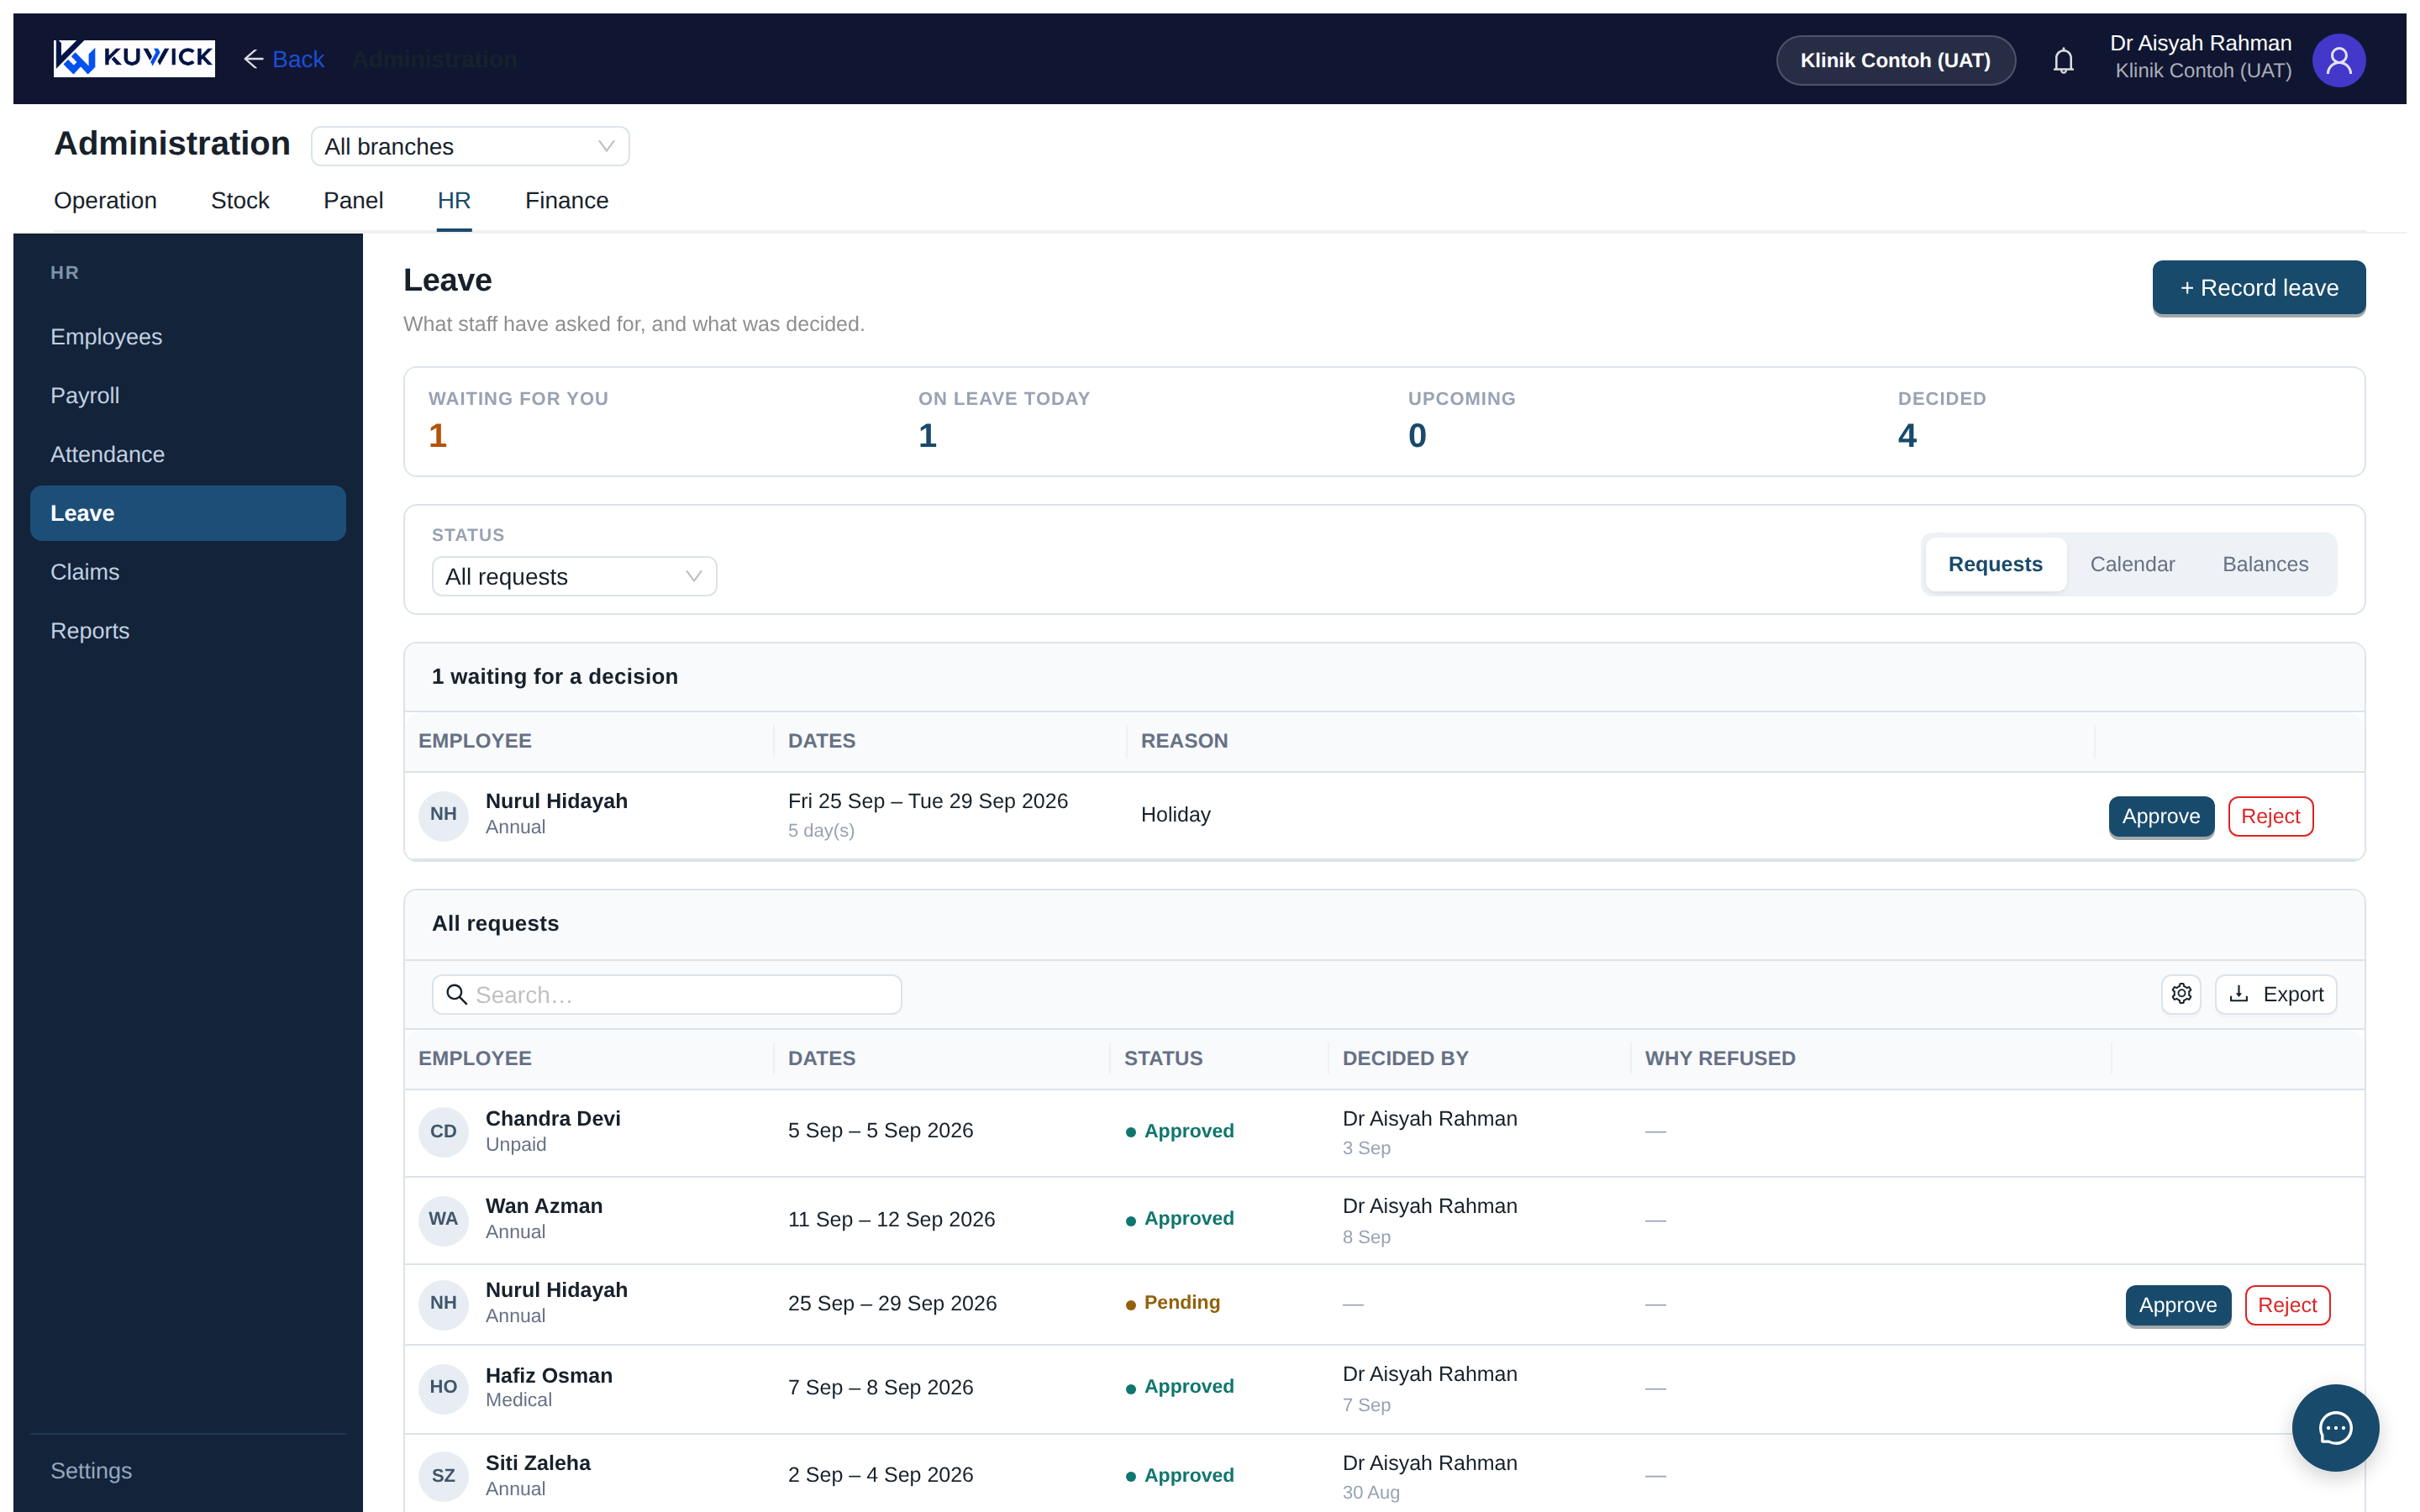 KUWICK
Back
Administration
Klinik Contoh (UAT)
Dr Aisyah Rahman
Klinik Contoh (UAT)
Administration
All branches
Operation
Stock
Panel
HR
Finance
HR
Employees
Payroll
Attendance
Leave
Claims
Reports
Settings
Leave
What staff have asked for, and what was decided.
+ Record leave
WAITING FOR YOU
1
ON LEAVE TODAY
1
UPCOMING
0
DECIDED
4
STATUS
All requests
Requests
Calendar
Balances
1 waiting for a decision
EMPLOYEE
DATES
REASON
NH
Nurul Hidayah
Annual
Fri 25 Sep – Tue 29 Sep 2026
5 day(s)
Holiday
Approve
Reject
All requests
Search…
Export
EMPLOYEE
DATES
STATUS
DECIDED BY
WHY REFUSED
CD
Chandra Devi
Unpaid
5 Sep – 5 Sep 2026
Approved
Dr Aisyah Rahman
3 Sep
—
WA
Wan Azman
Annual
11 Sep – 12 Sep 2026
Approved
Dr Aisyah Rahman
8 Sep
—
NH
Nurul Hidayah
Annual
25 Sep – 29 Sep 2026
Pending
—
—
Approve
Reject
HO
Hafiz Osman
Medical
7 Sep – 8 Sep 2026
Approved
Dr Aisyah Rahman
7 Sep
—
SZ
Siti Zaleha
Annual
2 Sep – 4 Sep 2026
Approved
Dr Aisyah Rahman
30 Aug
—